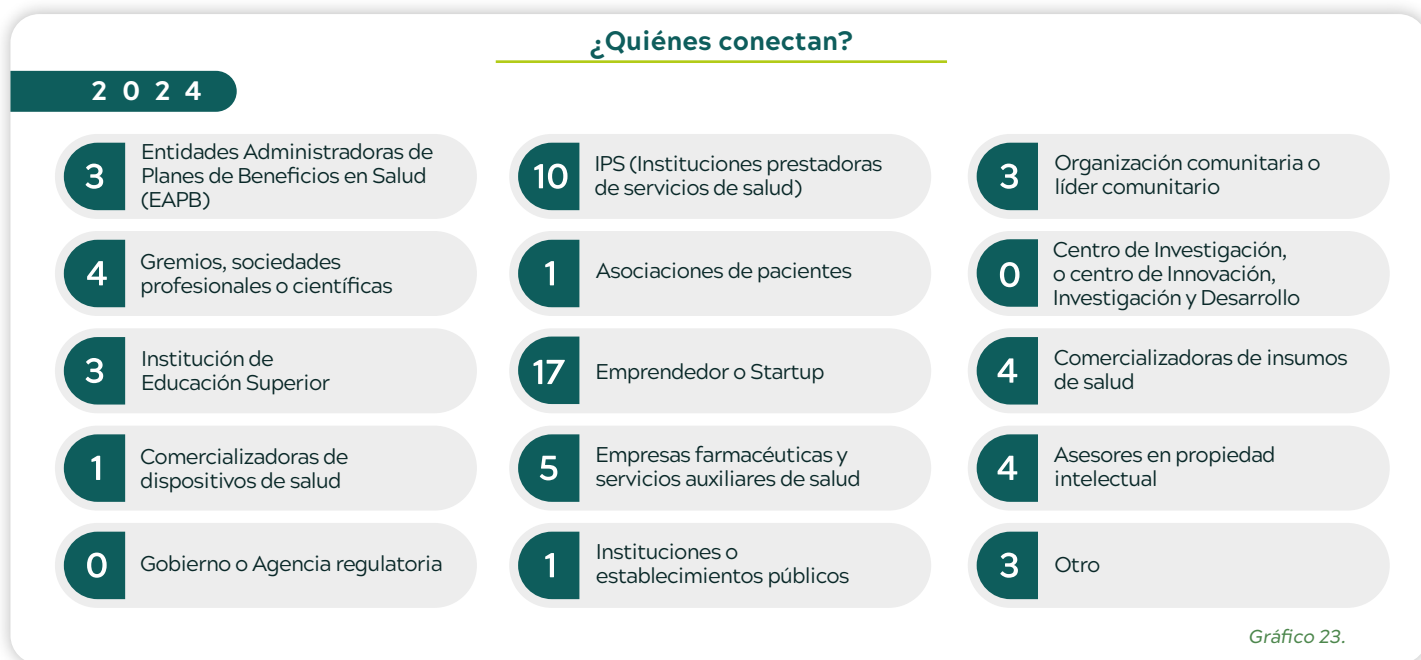 ¿Quiénes conectan?
2024
3
Entidades Administradoras de
Planes de Beneficios en Salud
(EAPB)
10
IPS (Instituciones prestadoras
de servicios de salud)
3
Organización comunitaria o
líder comunitario
4
Gremios, sociedades
profesionales o científicas
1
Asociaciones de pacientes
0
Centro de Investigación,
o centro de Innovación,
Investigación y Desarrollo
3
Institución de
Educación Superior
17
Emprendedor o Startup
4
Comercializadoras de insumos
de salud
1
Comercializadoras de
dispositivos de salud
5
Empresas farmacéuticas y
servicios auxiliares de salud
4
Asesores en propiedad
intelectual
0
Gobierno o Agencia regulatoria
1
Instituciones o
establecimientos públicos
3
Otro
Gráfico 23.